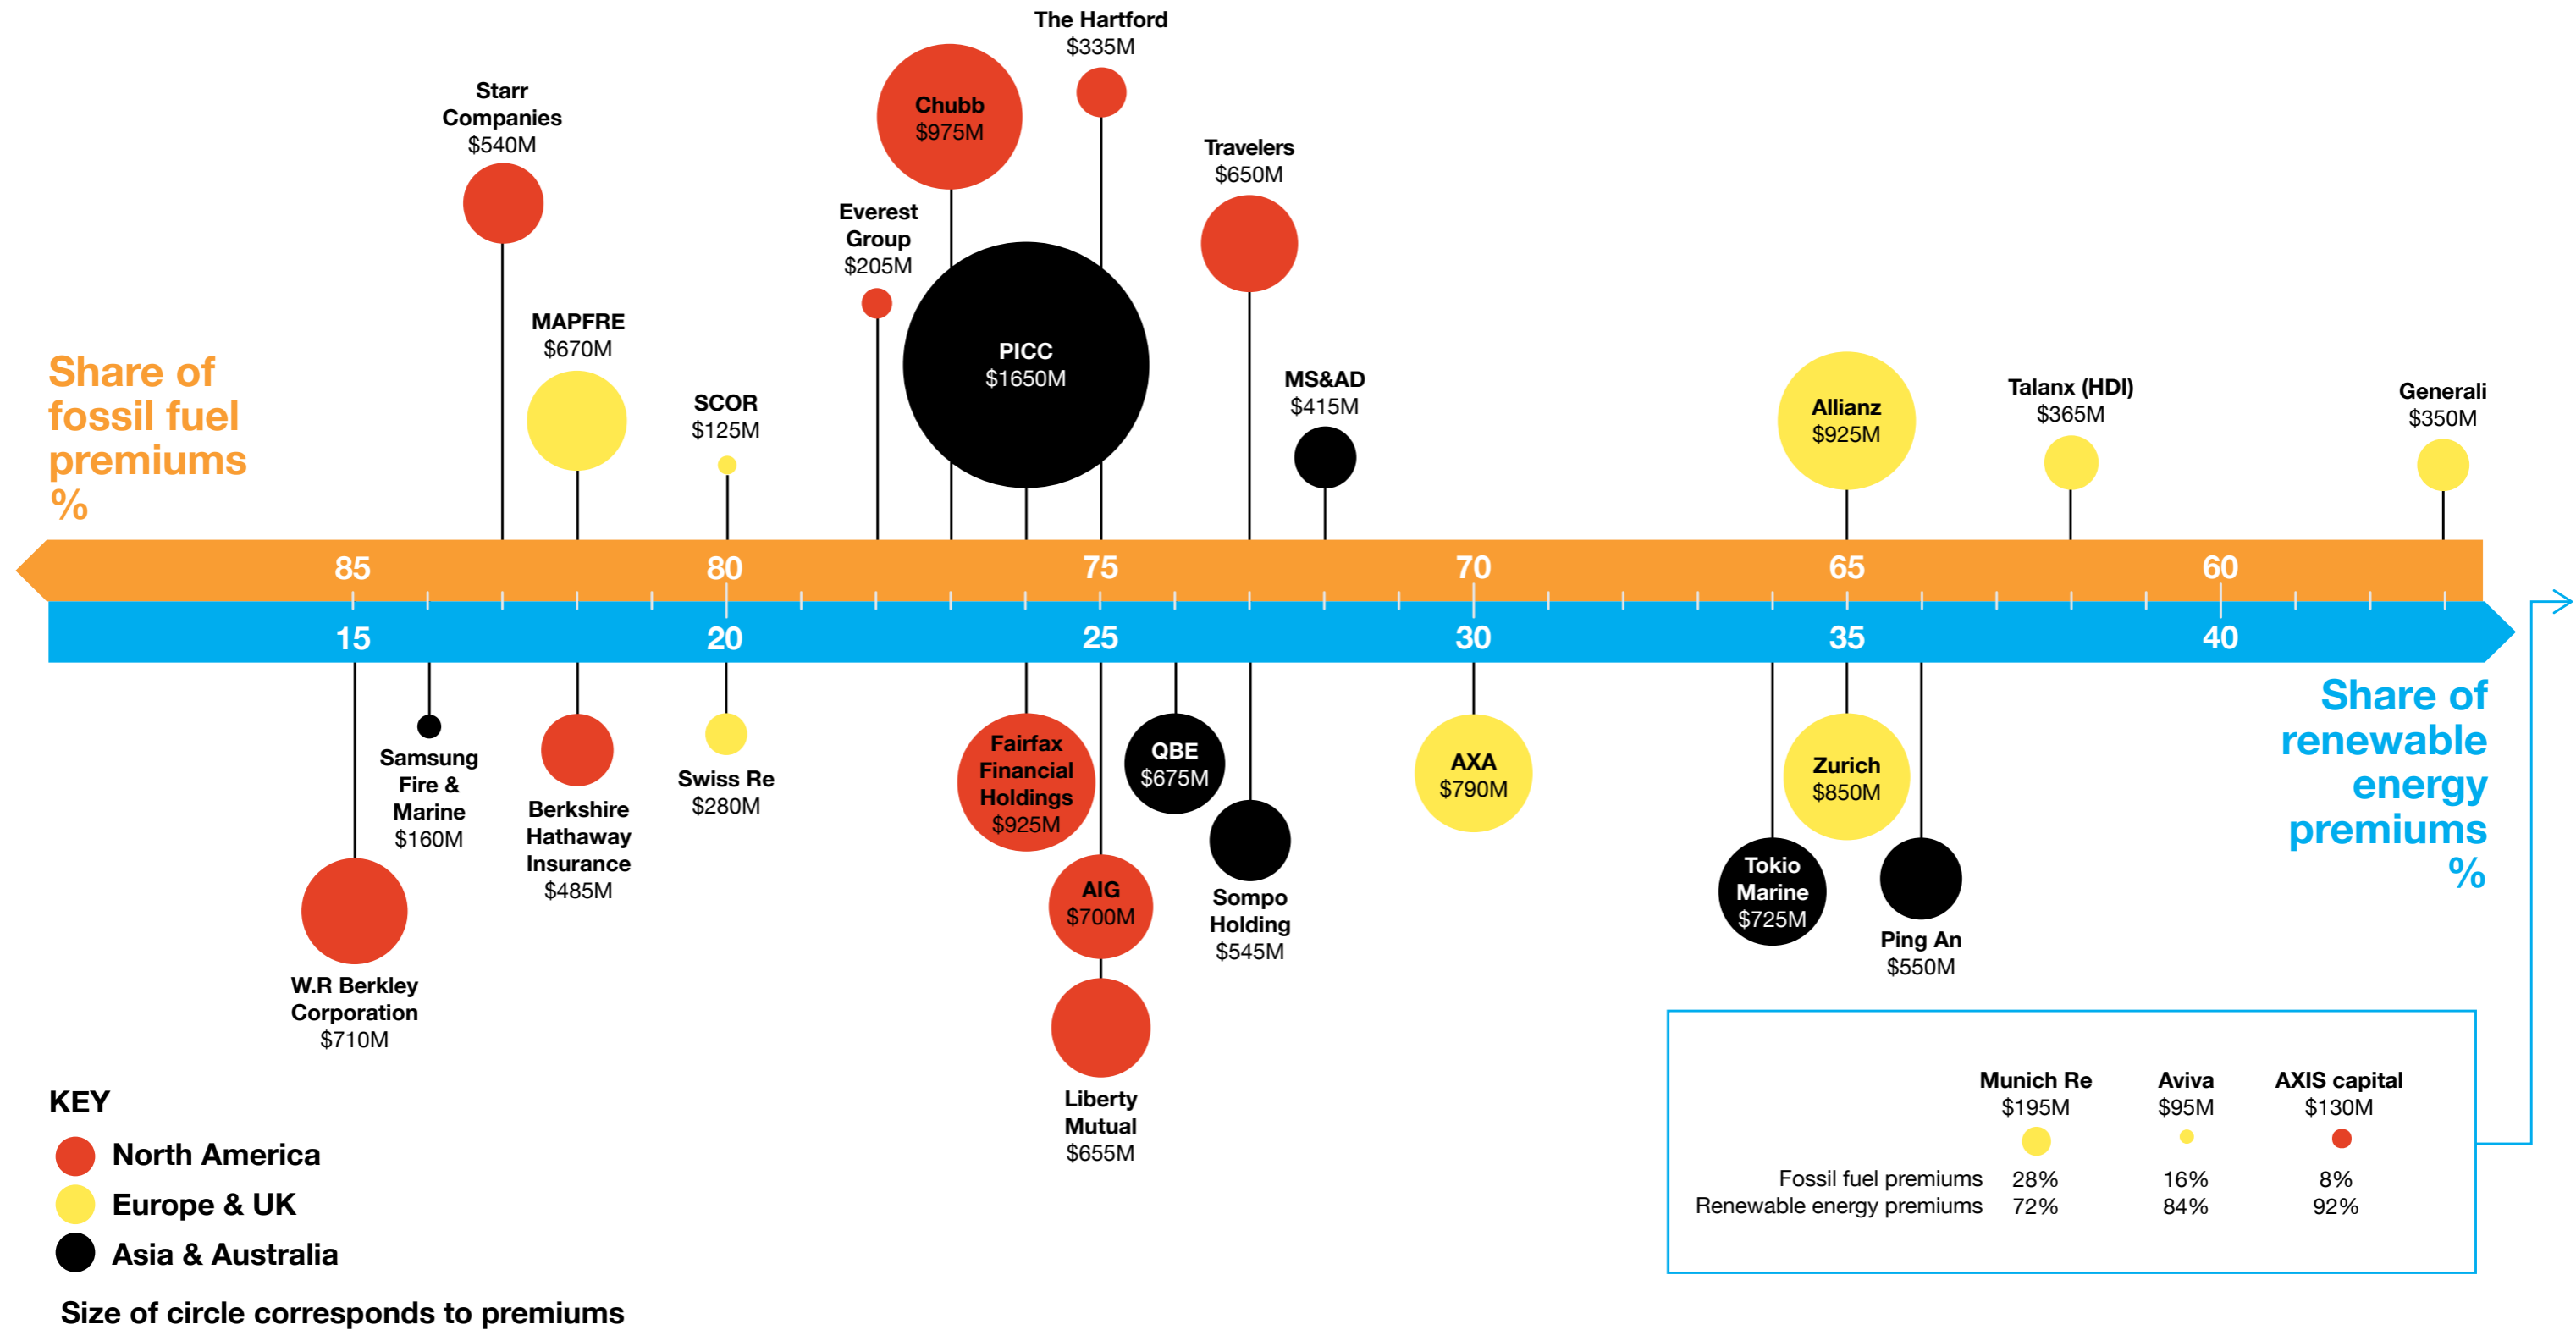 The Hartford
$335M
Starr
Companies
$540M
Chubb
$975M
Travelers
$650M
Everest
Group
$205M
MAPFRE
$670M
PICC
$1650M
SCOR
$125M
MS&AD
$415M
Allianz
$925M
Talanx (HDI)
$365M
Generali
$350M
Share of
fossil fuel
premiums
%
85 80 75 70 65 60
15 20 25 30 35 40
Share of
renewable
energy
premiums
%
W.R Berkley
Corporation
$710M
Samsung
Fire &
Marine
$160M
Berkshire
Hathaway
Insurance
$485M
Swiss Re
$280M
Fairfax
Financial
Holdings
$925M
AIG
$700M
Liberty
Mutual
$655M
QBE
$675M
Sompo
Holding
$545M
AXA
$790M
Tokio
Marine
$725M
Zurich
$850M
Ping An
$550M
KEY
North America
Europe & UK
Asia & Australia
Size of circle corresponds to premiums
Munich Re Aviva AXIS capital
$195M $95M $130M
Fossil fuel premiums 28% 16% 8%
Renewable energy premiums 72% 84% 92%